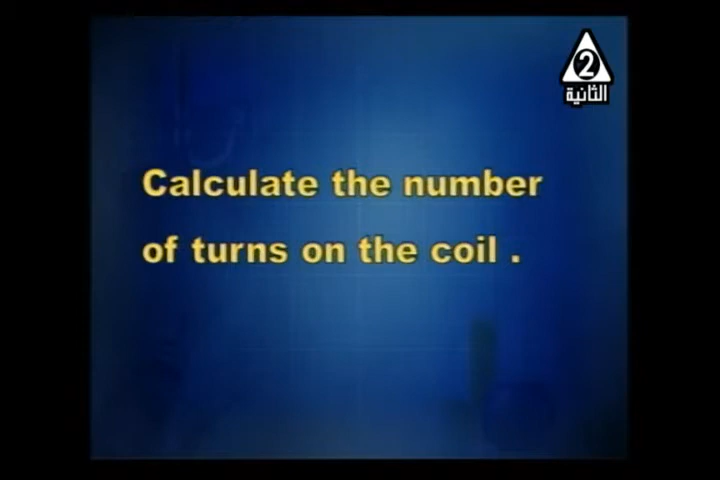 2
الثانية
Calculate the number
of turns on the coil .